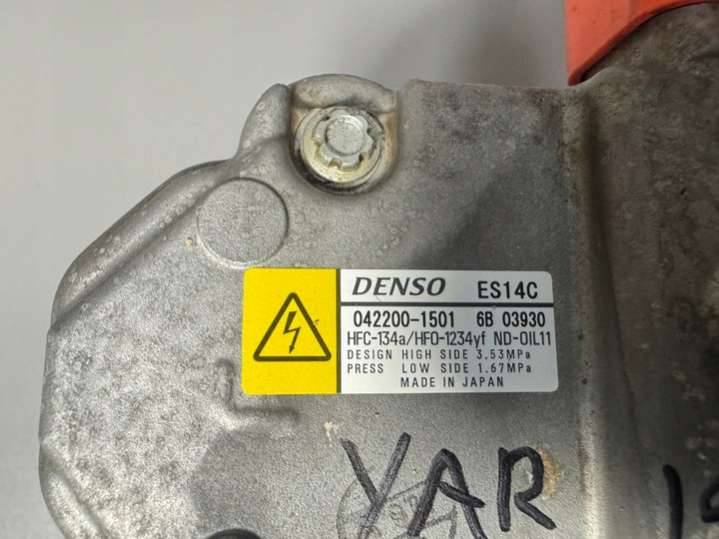 DENSO ES14C
042200-1501 6B 03930
HFC-134a/HFO-1234yf ND-OIL11
DESIGN HIGH SIDE 3.53MPa
PRESS LOW SIDE 1.67MPa
MADE IN JAPAN
YAR